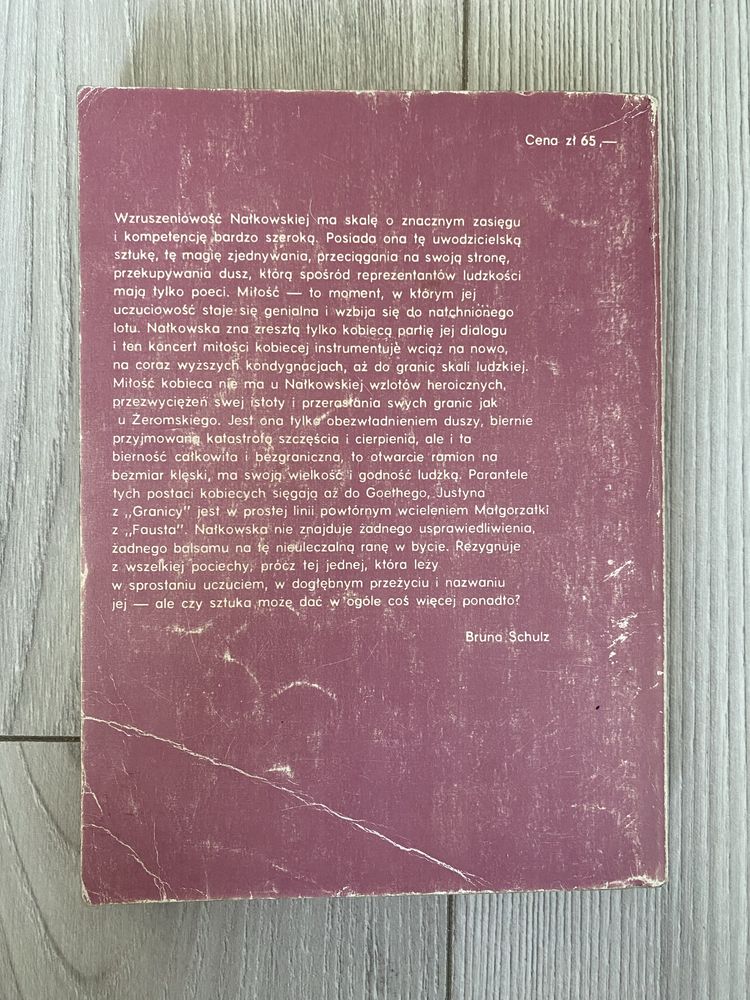 Cena zł 65,—
Wzruszeniowość Nałkowskiej ma skalę o znacznym zasięgu
i kompetencję bardzo szeroką. Posiada ona tę uwodzicielską
sztukę, tę magię zjednywania, przeciągania na swoją stronę,
przekupywania dusz, którą spośród reprezentantów ludzkości
mają tylko poeci. Miłość — to moment, w którym jej
uczuciowość staje się genialna i wzbija się do natchnionego
lotu. Nałkowska zna zresztą tylko kobiecą partię jej dialogu
i ten koncert miłości kobiecej instrumentuje wciąż na nowo,
na coraz wyższych kondygnacjach, aż do granic skali ludzkiej.
Miłość kobieca nie ma u Nałkowskiej wzlotów heroicznych,
przezwyciężeń swej istoty i przerastania swych granic jak
u Żeromskiego. Jest ona tylko obezwładnieniem duszy, biernie
przyjmowaną katastrofą szczęścia i cierpienia, ale i ta
bierność całkowita i bezgraniczna, to otwarcie ramion na
bezmiar klęski, ma swoją wielkość i godność ludzką. Parantele
tych postaci kobiecych sięgają aż do Goethego, Justyna
z „Granicy" jest w prostej linii powtórnym wcieleniem Małgorzatki
z „Fausta". Nałkowska nie znajduje żadnego usprawiedliwienia,
żadnego balsamu na tę nieuleczalną ranę w bycie. Rezygnuje
z wszelkiej pociechy, prócz tej jednej, która leży
w sprostaniu uczuciem, w dogłębnym przeżyciu i nazwaniu
jej — ale czy sztuka może dać w ogóle coś więcej ponadto?
Bruno Schulz